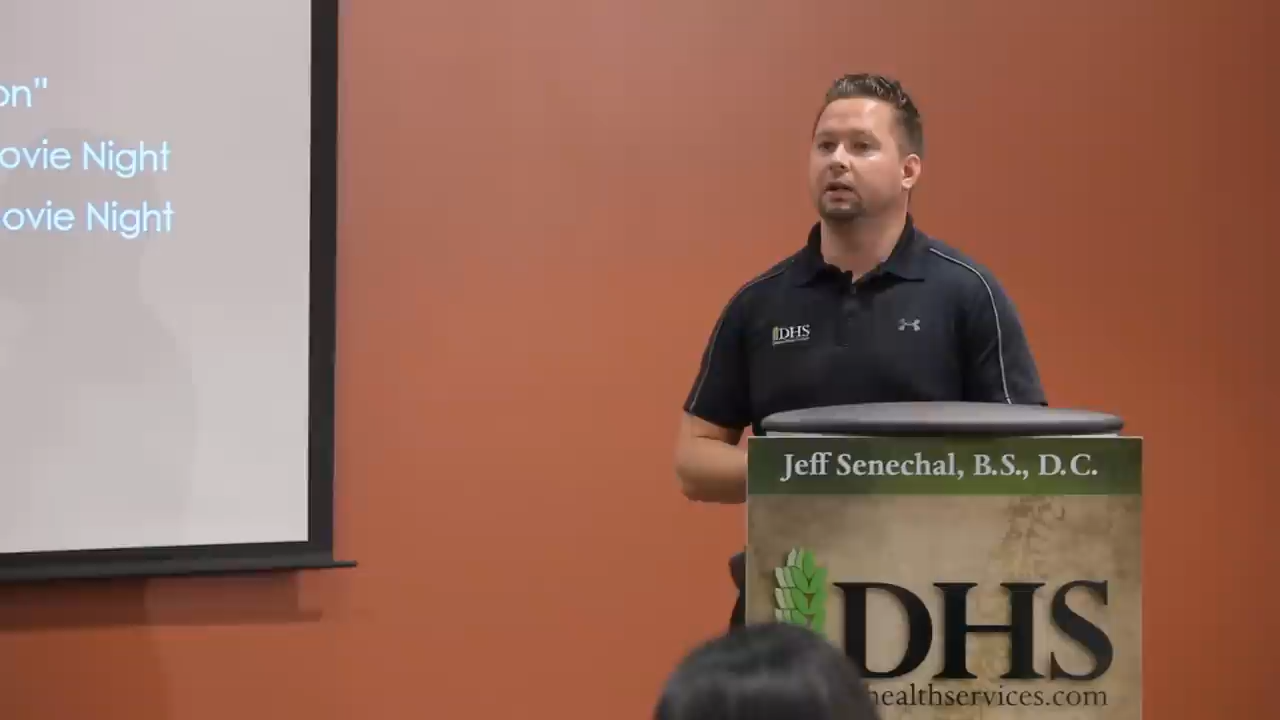 on"
ovie Night
ovie Night
DHS
Jeff Senechal, B.S., D.C.
DHS
healthservices.com